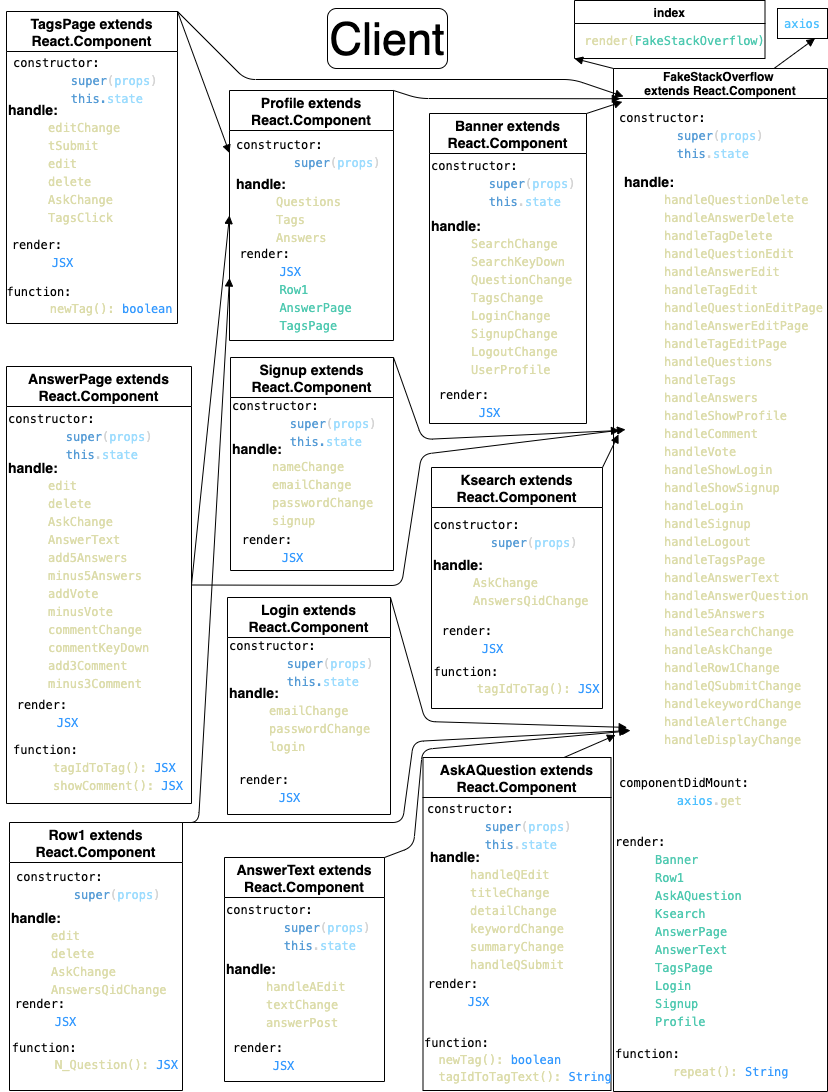 Client
TagsPage extends
React.Component
constructor:
super(props)
this.state
handle:
editChange
tSubmit
edit
delete
AskChange
TagsClick
render:
JSX
function:
newTag(): boolean
AnswerPage extends
React.Component
constructor:
super(props)
this.state
handle:
edit
delete
AskChange
AnswerText
add5Answers
minus5Answers
addVote
minusVote
commentChange
commentKeyDown
add3Comment
minus3Comment
render:
JSX
function:
tagIdToTag(): JSX
showComment(): JSX
Row1 extends
React.Component
constructor:
super(props)
handle:
edit
delete
AskChange
AnswersQidChange
render:
JSX
function:
N_Question(): JSX
Profile extends
React.Component
constructor:
super(props)
handle:
Questions
Tags
Answers
render:
JSX
Row1
AnswerPage
TagsPage
Signup extends
React.Component
constructor:
super(props)
this.state
handle:
nameChange
emailChange
passwordChange
signup
render:
JSX
Login extends
React.Component
constructor:
super(props)
this.state
handle:
emailChange
passwordChange
login
render:
JSX
AnswerText extends
React.Component
constructor:
super(props)
this.state
handle:
handleAEdit
textChange
answerPost
render:
JSX
Banner extends
React.Component
constructor:
super(props)
this.state
handle:
SearchChange
SearchKeyDown
QuestionChange
TagsChange
LoginChange
SignupChange
LogoutChange
UserProfile
render:
JSX
Ksearch extends
React.Component
constructor:
super(props)
handle:
AskChange
AnswersQidChange
render:
JSX
function:
tagIdToTag(): JSX
AskAQuestion extends
React.Component
constructor:
super(props)
this.state
handle:
handleQEdit
titleChange
detailChange
keywordChange
summaryChange
handleQSubmit
render:
JSX
function:
newTag(): boolean
tagIdToTagText(): String
index
render(FakeStackOverflow)
axios
FakeStackOverflow
extends React.Component
constructor:
super(props)
this.state
handle:
handleQuestionDelete
handleAnswerDelete
handleTagDelete
handleQuestionEdit
handleAnswerEdit
handleTagEdit
handleQuestionEditPage
handleAnswerEditPage
handleTagEditPage
handleQuestions
handleTags
handleAnswers
handleShowProfile
handleComment
handleVote
handleShowLogin
handleShowSignup
handleLogin
handleSignup
handleLogout
handleTagsPage
handleAnswerText
handleAnswerQuestion
handle5Answers
handleSearchChange
handleAskChange
handleRow1Change
handleQSubmitChange
handlekeywordChange
handleAlertChange
handleDisplayChange
componentDidMount:
axios.get
render:
Banner
Row1
AskAQuestion
Ksearch
AnswerPage
AnswerText
TagsPage
Login
Signup
Profile
function:
repeat(): String